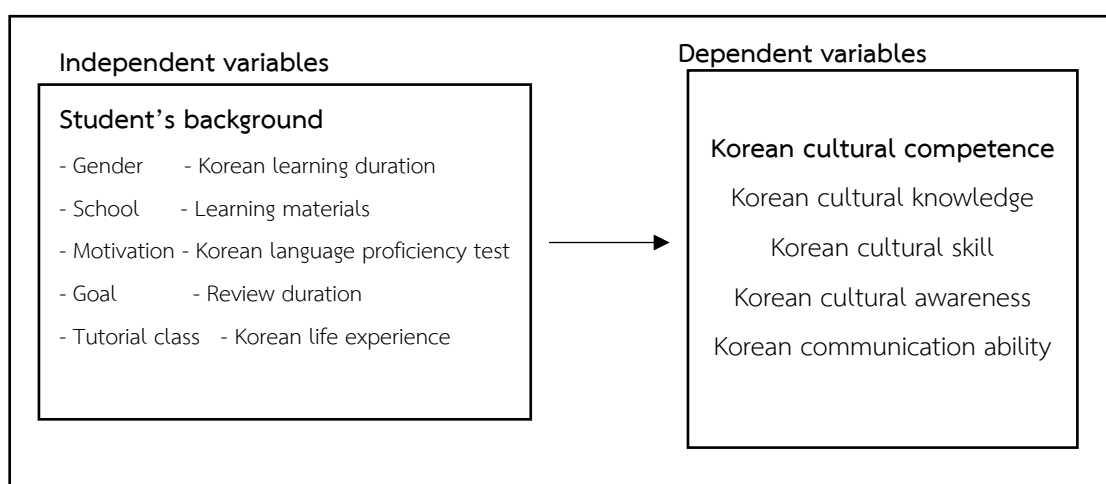 Independent variables
Student’s background
- Gender - Korean learning duration
- School - Learning materials
- Motivation - Korean language proficiency test
- Goal - Review duration
- Tutorial class - Korean life experience
Dependent variables
Korean cultural competence
Korean cultural knowledge
Korean cultural skill
Korean cultural awareness
Korean communication ability